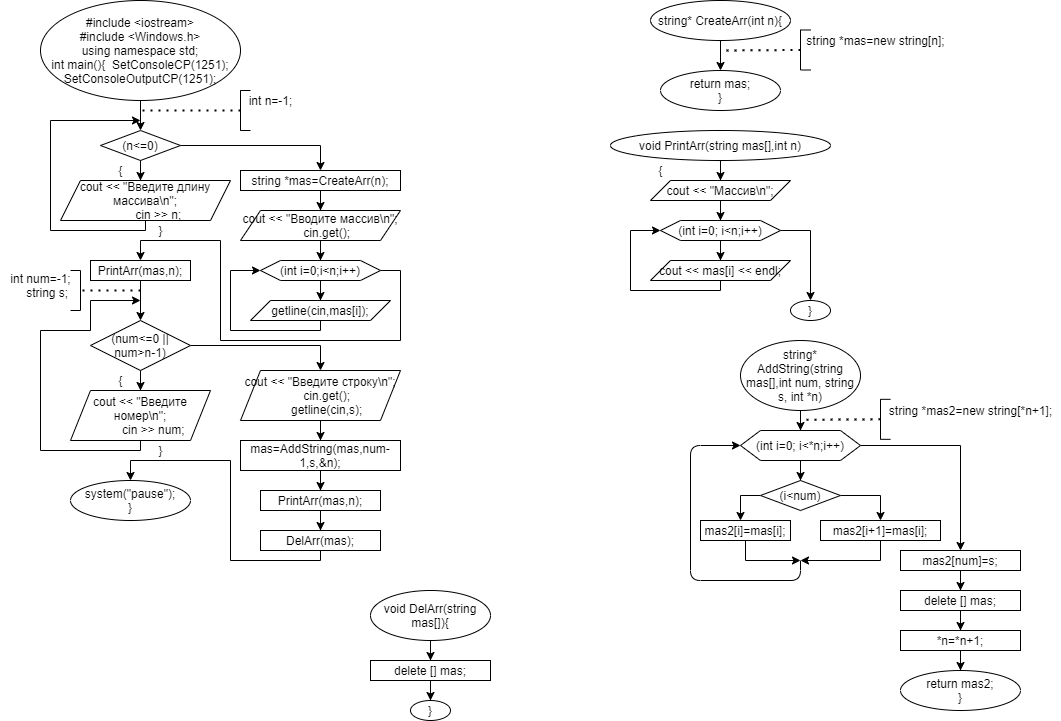 #include <iostream>
#include <Windows.h>
using namespace std;
int main(){  SetConsoleCP(1251);
SetConsoleOutputCP(1251);
int n=-1;
(n<=0)
{
cout << "Введите длину
массива\n";
cin >> n;
}
string *mas=CreateArr(n);
cout << "Вводите массив\n";
cin.get();
(int i=0;i<n;i++)
getline(cin,mas[i]);
PrintArr(mas,n);
int num=-1;
string s;
(num<=0 ||
num>n-1)
{
cout << "Введите
номер\n";
cin >> num;
}
cout << "Введите строку\n";
cin.get();
getline(cin,s);
mas=AddString(mas,num-
1,s,&n);
PrintArr(mas,n);
DelArr(mas);
system("pause");
}
void DelArr(string
mas[]){
delete [] mas;
}
string* CreateArr(int n){
string *mas=new string[n];
return mas;
}
void PrintArr(string mas[],int n)
{
cout << "Массив\n";
(int i=0; i<n;i++)
cout << mas[i] << endl;
}
string*
AddString(string
mas[],int num, string
s, int *n)
string *mas2=new string[*n+1];
(int i=0; i<*n;i++)
(i<num)
mas2[i]=mas[i];
mas2[i+1]=mas[i];
mas2[num]=s;
delete [] mas;
*n=*n+1;
return mas2;
}